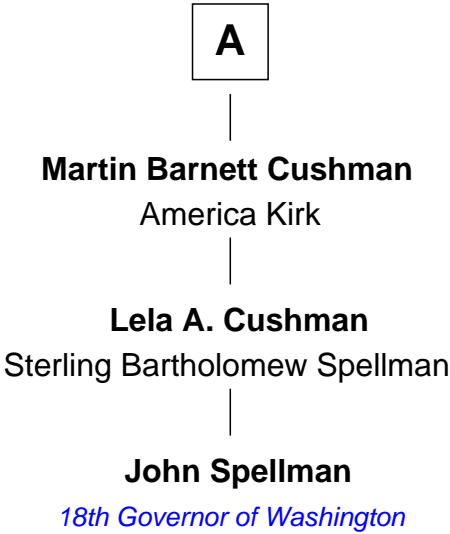 A
Martin Barnett Cushman
America Kirk
Lela A. Cushman
Sterling Bartholomew Spellman
John Spellman
18th Governor of Washington